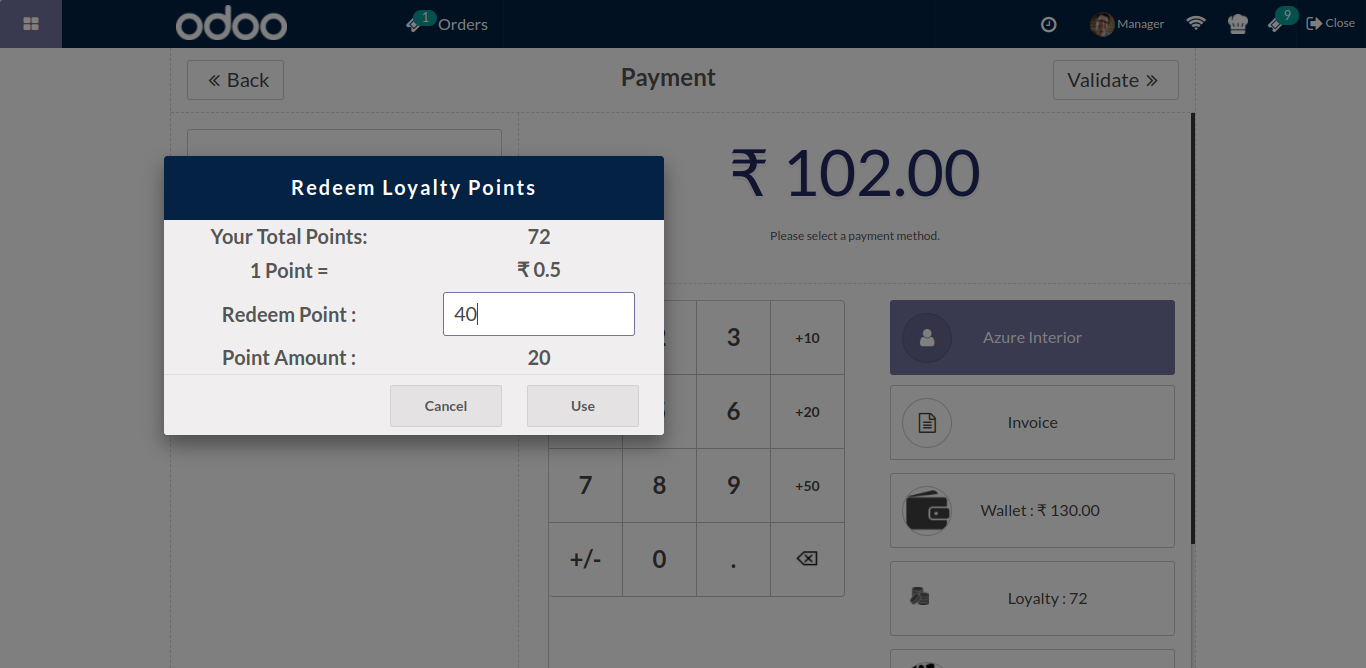 odoo
1
Orders
Manager
9
Close
« Back
Payment
Validate »
₹ 102.00
Please select a payment method.
Redeem Loyalty Points
Your Total Points: 72
1 Point = ₹ 0.5
Redeem Point : 40
Point Amount : 20
Cancel
Use
3 +10
6 +20
7 8 9 +50
+/- 0 .
Azure Interior
Invoice
Wallet : ₹ 130.00
Loyalty : 72